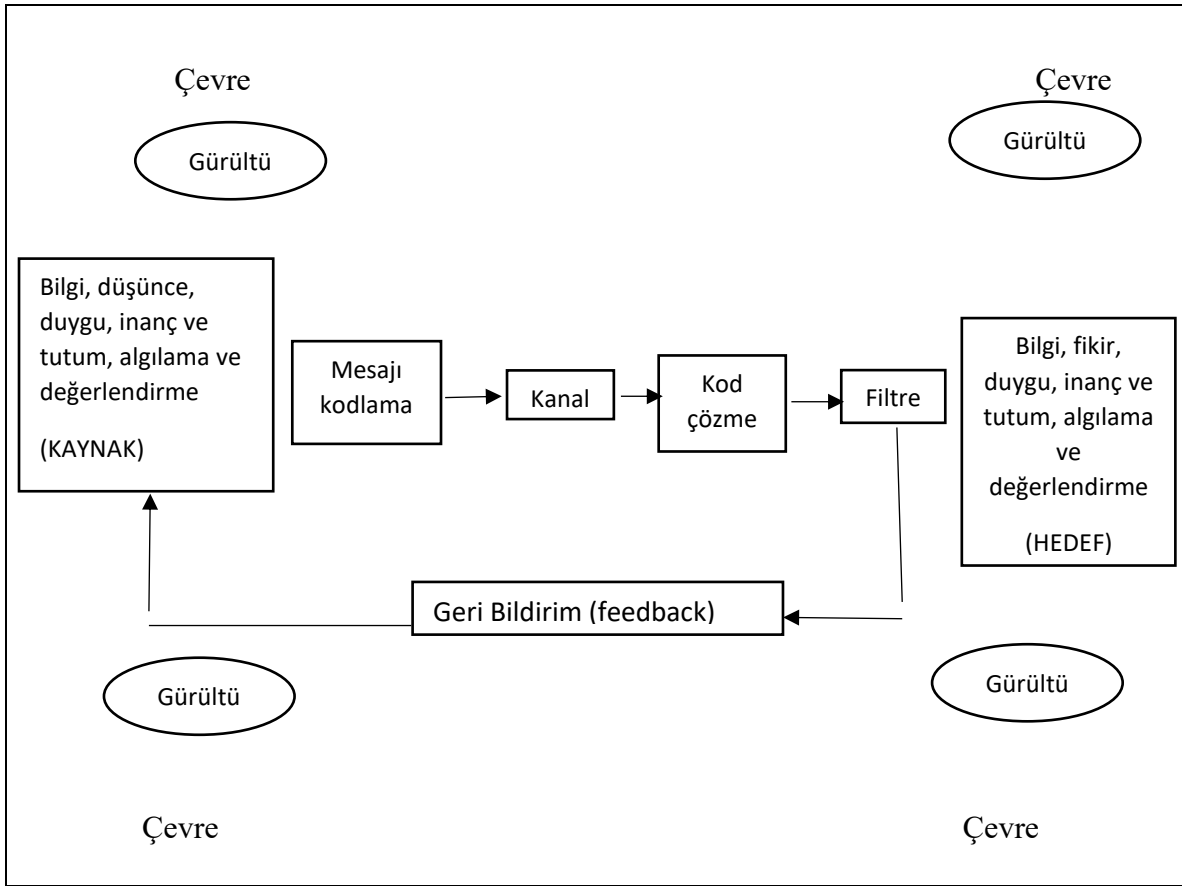 Çevre
Çevre
Gürültü
Gürültü
Bilgi, düşünce,
duygu, inanç ve
tutum, algılama ve
değerlendirme
(KAYNAK)
Mesajı
kodlama
Kanal
Kod
çözme
Filtre
Bilgi, fikir,
duygu, inanç ve
tutum, algılama
ve
değerlendirme
(HEDEF)
Geri Bildirim (feedback)
Gürültü
Gürültü
Çevre
Çevre